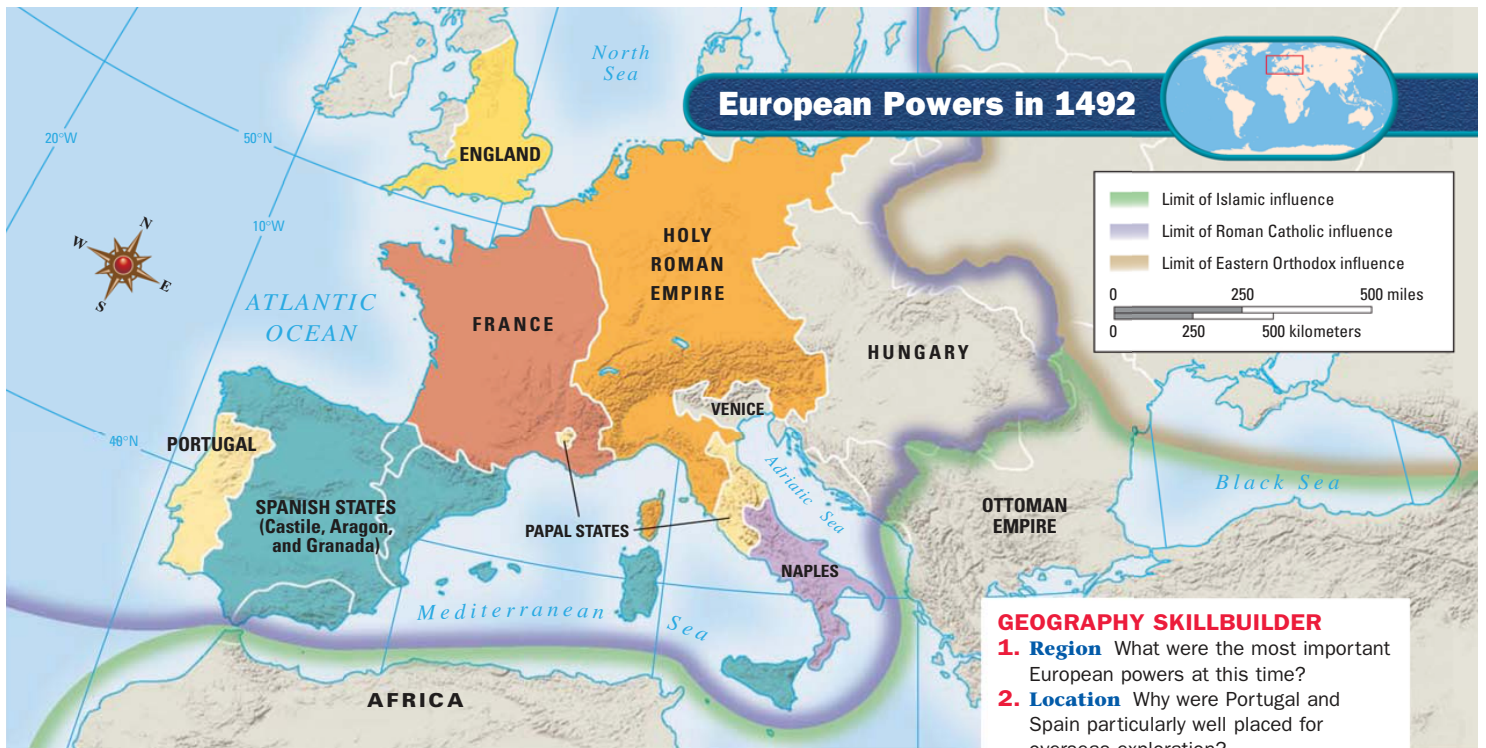 European Powers in 1492
North
Sea
20°W
50°N
ENGLAND
Limit of Islamic influence
Limit of Roman Catholic influence
Limit of Eastern Orthodox influence
0 250 500 miles
0 250 500 kilometers
N
W
E
S
10°W
HOLY
ROMAN
EMPIRE
ATLANTIC
OCEAN
FRANCE
HUNGARY
VENICE
40°N
PORTUGAL
Adriatic Sea
Black Sea
SPANISH STATES
(Castile, Aragon,
and Granada)
PAPAL STATES
OTTOMAN
EMPIRE
NAPLES
Mediterranean Sea
AFRICA
GEOGRAPHY SKILLBUILDER
1. Region What were the most important
European powers at this time?
2. Location Why were Portugal and
Spain particularly well placed for
overseas exploration?